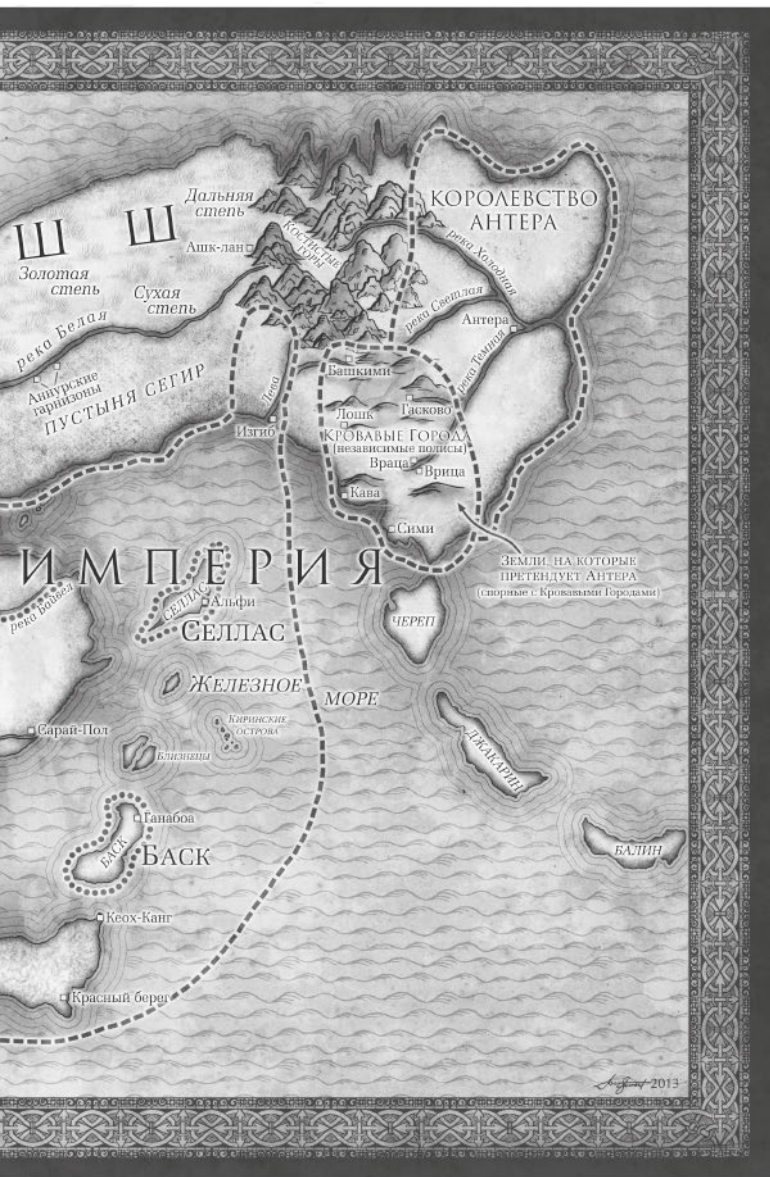 КОРОЛЕВСТВО
АНТЕРА
Дальняя
степь
Ш Ш
Ашк-лан
Костистые
горы
река Холодная
Золотая
степь
Сухая
степь
река Светлая
река Белая
Антера
река Темная
Башкими
Аннурские
гарнизоны
ПУСТЫНЯ СЕГИР
Лева
Лошк
Гасково
Изгиб
Кровавые Города
(независимые полисы)
Враца
Врица
Кава
Сими
ИМПЕРИЯ
Земли, на которые
претендует Антера
(спорные с Кровавыми Городами)
река Байвел
СЕЛЛАС
Альфи
Селлас
ЧЕРЕП
Железное
море
Киринские
острова
Сарай-Пол
Близнецы
ДЖАКАРИН
Ганабоа
БАСК
Баск
БАЛИН
Кеох-Канг
Красный берег
2013